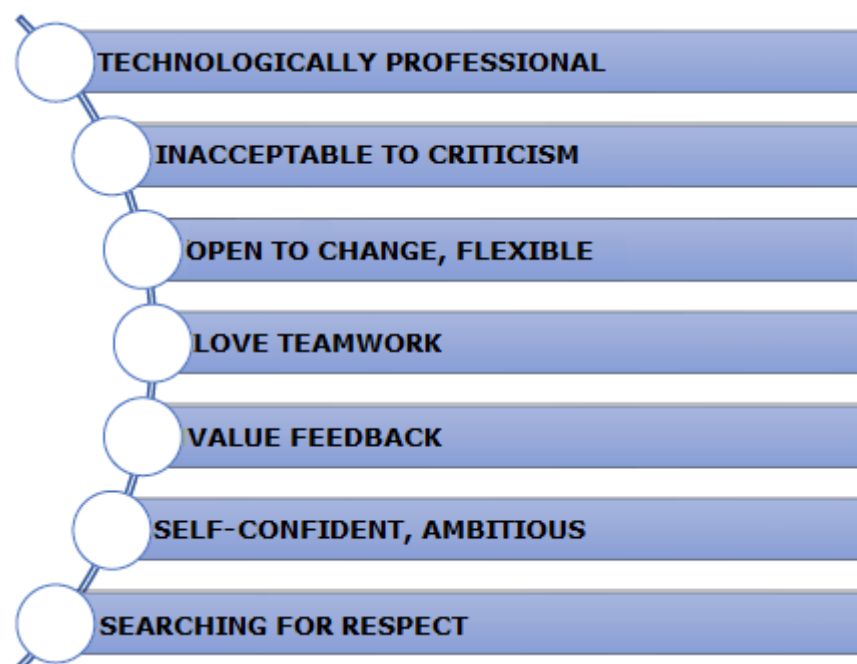 TECHNOLOGICALLY PROFESSIONAL
INACCEPTABLE TO CRITICISM
OPEN TO CHANGE, FLEXIBLE
LOVE TEAMWORK
VALUE FEEDBACK
SELF-CONFIDENT, AMBITIOUS
SEARCHING FOR RESPECT